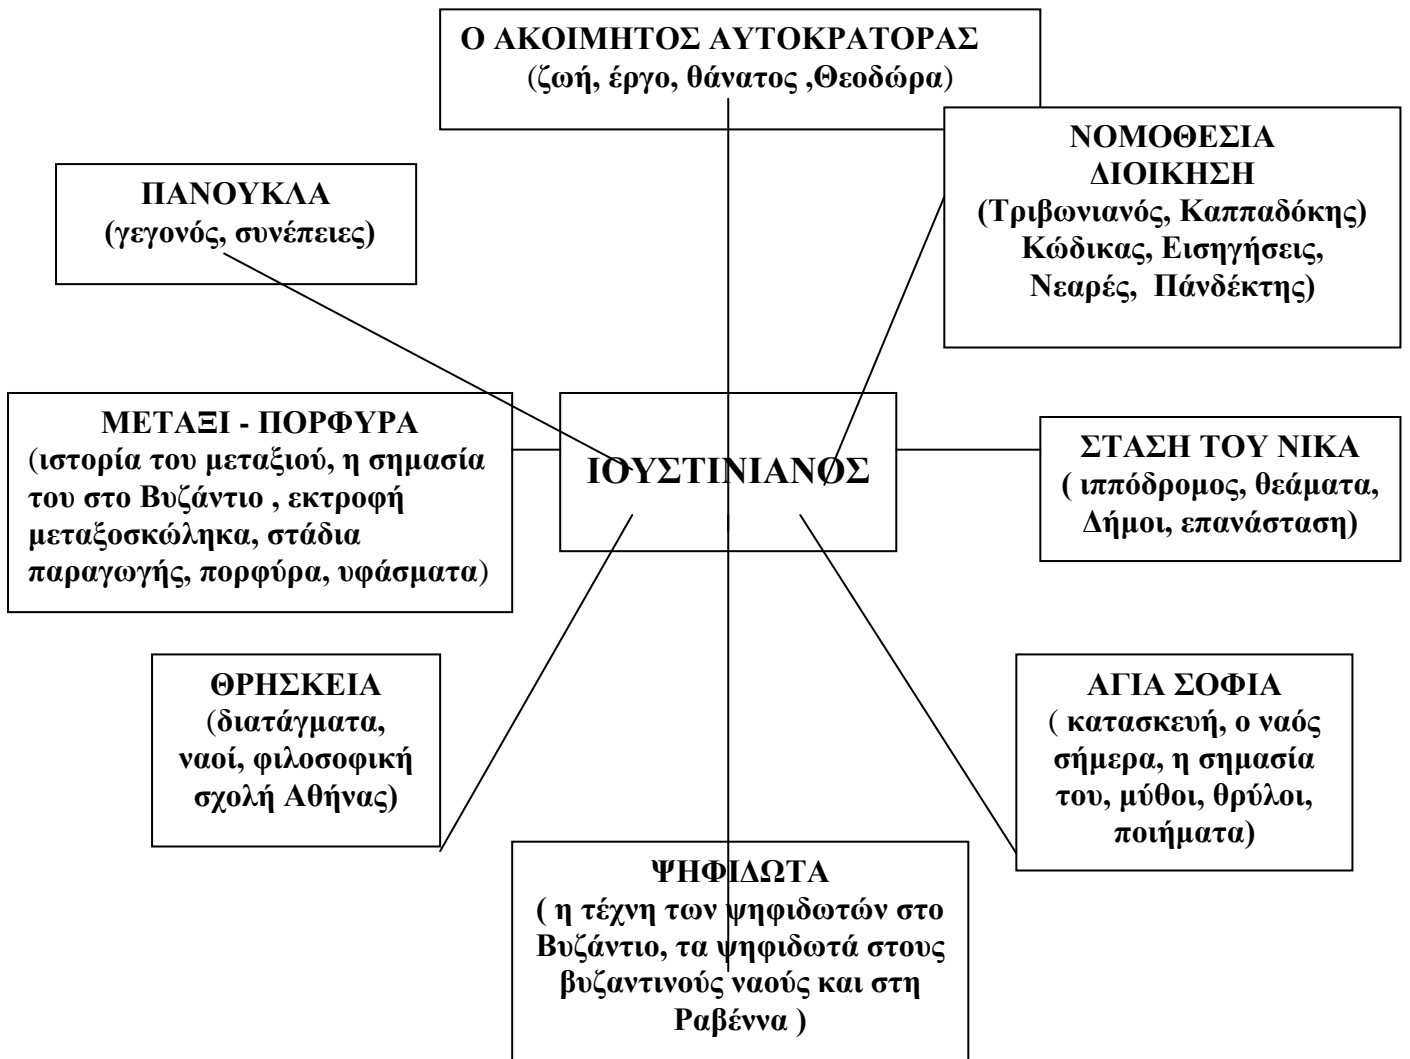 Ο ΑΚΟΙΜΗΤΟΣ ΑΥΤΟΚΡΑΤΟΡΑΣ
(ζωή, έργο, θάνατος ,Θεοδώρα)
ΝΟΜΟΘΕΣΙΑ
ΔΙΟΙΚΗΣΗ
(Τριβωνιανός, Καππαδόκης)
Κώδικας, Εισηγήσεις,
Νεαρές,  Πάνδέκτης)
ΠΑΝΟΥΚΛΑ
(γεγονός, συνέπειες)
ΜΕΤΑΞΙ - ΠΟΡΦΥΡΑ
(ιστορία του μεταξιού, η σημασία
του στο Βυζάντιο , εκτροφή
μεταξοσκώληκα, στάδια
παραγωγής, πορφύρα, υφάσματα)
ΙΟΥΣΤΙΝΙΑΝΟΣ
ΣΤΑΣΗ ΤΟΥ ΝΙΚΑ
( ιππόδρομος, θεάματα,
Δήμοι, επανάσταση)
ΘΡΗΣΚΕΙΑ
(διατάγματα,
ναοί, φιλοσοφική
σχολή Αθήνας)
ΑΓΙΑ ΣΟΦΙΑ
( κατασκευή, ο ναός
σήμερα, η σημασία
του, μύθοι, θρύλοι,
ποιήματα)
ΨΗΦΙΔΩΤΑ
( η τέχνη των ψηφιδωτών στο
Βυζάντιο, τα ψηφιδωτά στους
βυζαντινούς ναούς και στη
Ραβέννα )